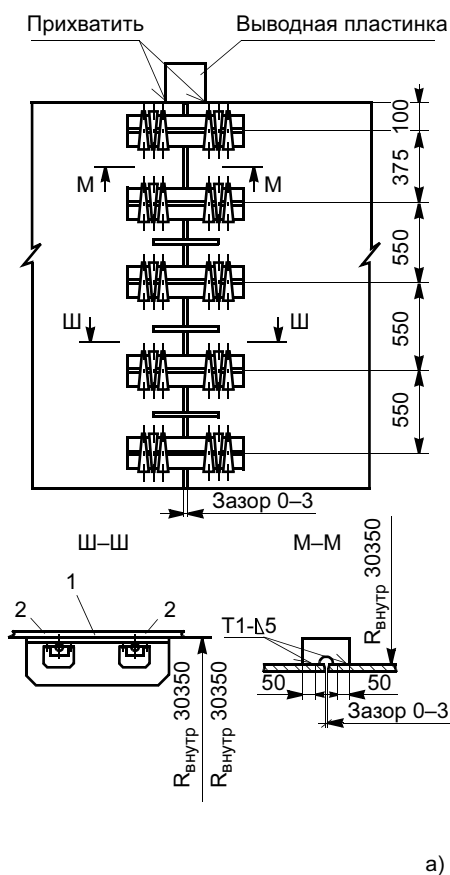 Прихватить
Выводная пластинка
100
375
М
М
550
Ш
Ш
550
550
Зазор 0–3
Ш–Ш
М–М
1
2
2
Rвнутр 30350
Rвнутр 30350
Т1-⊿5
Rвнутр 30350
50
50
Зазор 0–3
а)